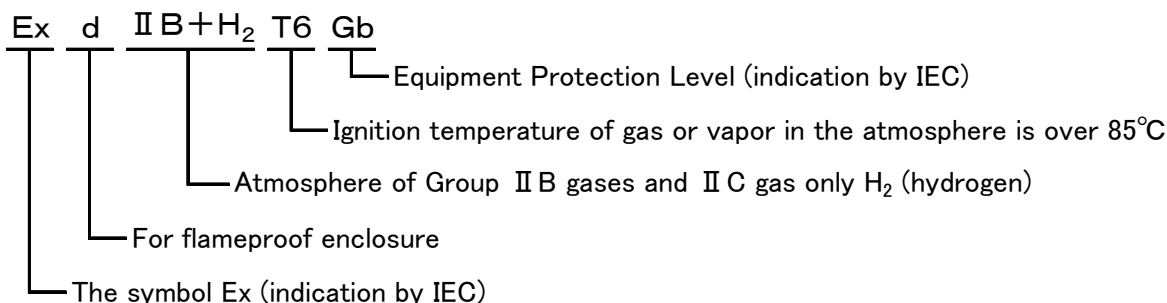 Ex d ⅡB+H₂ T6 Gb
Equipment Protection Level (indication by IEC)
Ignition temperature of gas or vapor in the atmosphere is over 85℃
Atmosphere of Group ⅡB gases and ⅡC gas only H₂ (hydrogen)
For flameproof enclosure
The symbol Ex (indication by IEC)